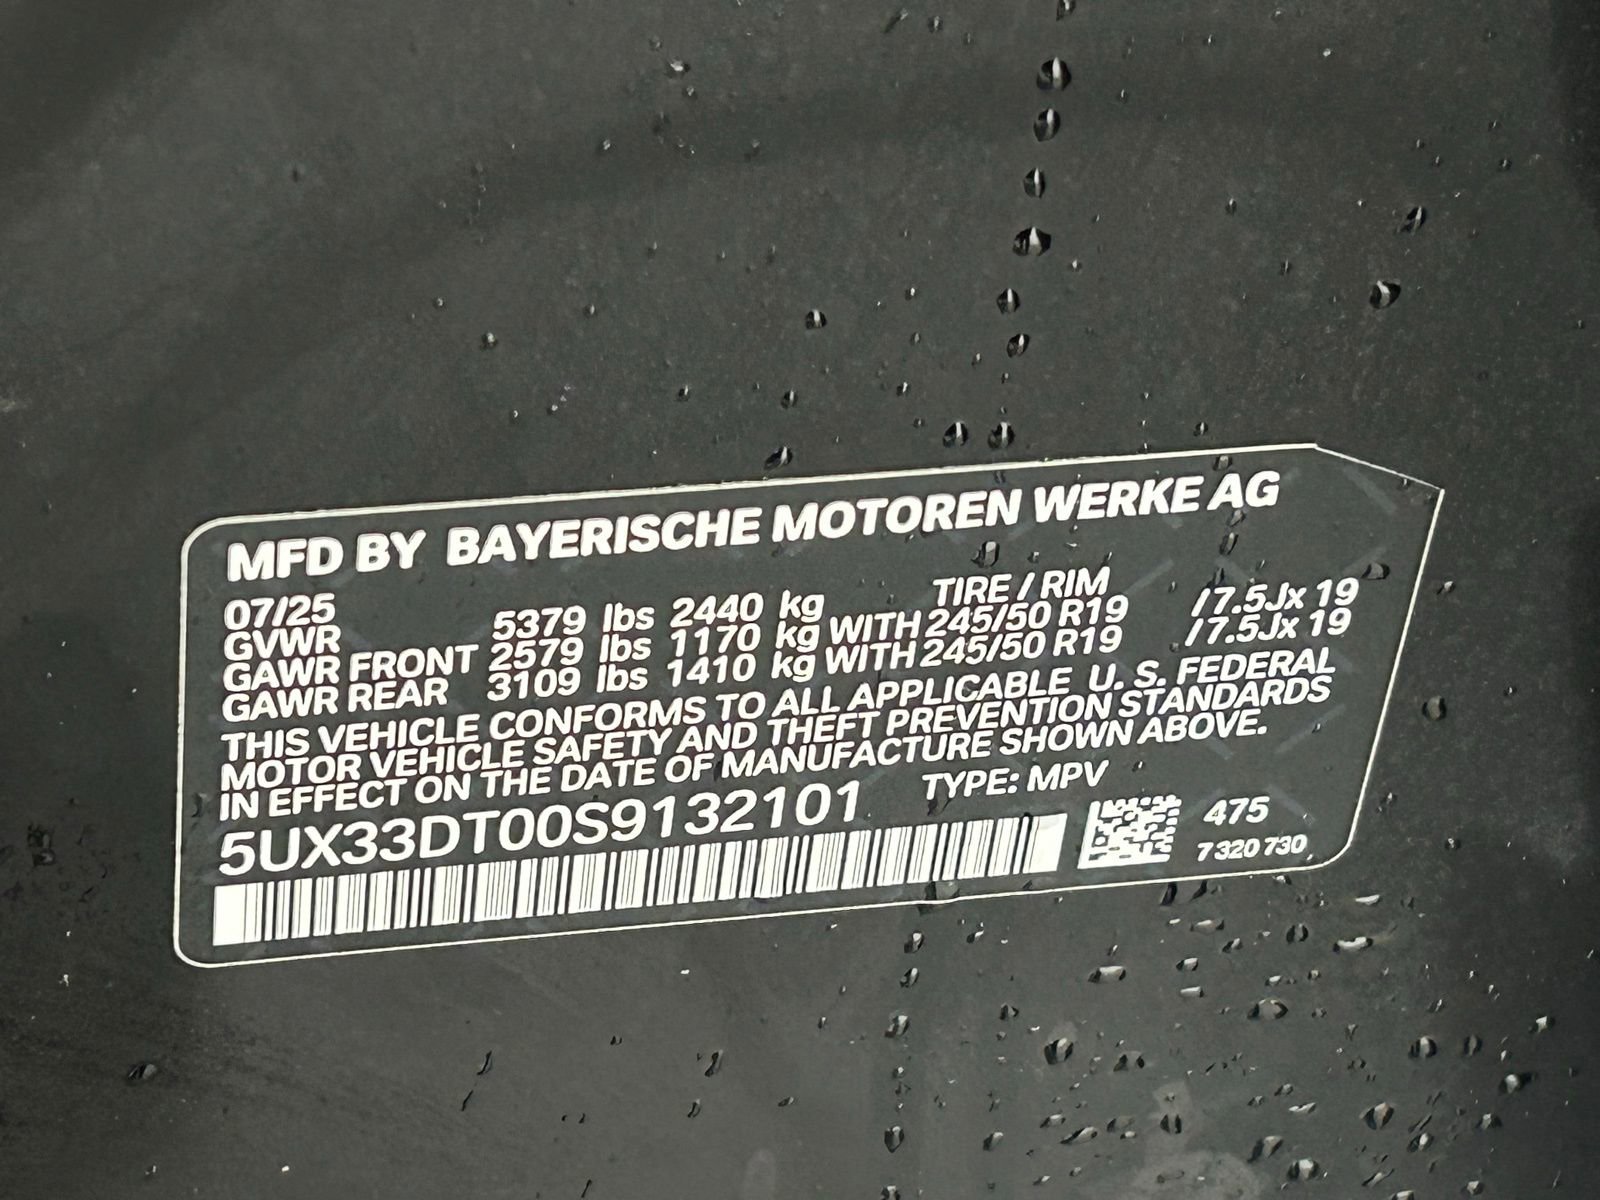 MFD BY BAYERISCHE MOTOREN WERKE AG
07/25 TIRE / RIM
GVWR 5379 lbs 2440 kg
GAWR FRONT 2579 lbs 1170 kg WITH 245/50 R19 / 7.5Jx 19
GAWR REAR 3109 lbs 1410 kg WITH 245/50 R19 / 7.5Jx 19
THIS VEHICLE CONFORMS TO ALL APPLICABLE U. S. FEDERAL
MOTOR VEHICLE SAFETY AND THEFT PREVENTION STANDARDS
IN EFFECT ON THE DATE OF MANUFACTURE SHOWN ABOVE.
5UX33DT00S9132101 TYPE: MPV
475
7 320 730